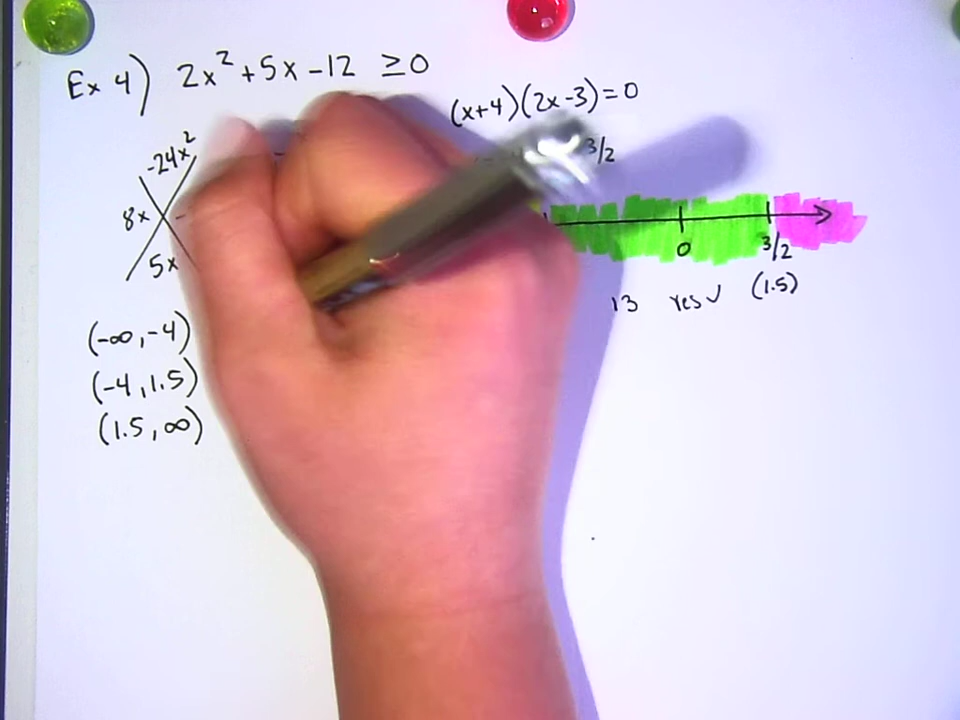 Ex 4) 2x² + 5x - 12 ≥ 0
(x+4)(2x-3) = 0
-24x²
3/2
8x -
5x
0 3/2
13 Yes ✓ (1.5)
(-∞, -4)
(-4, 1.5)
(1.5, ∞)